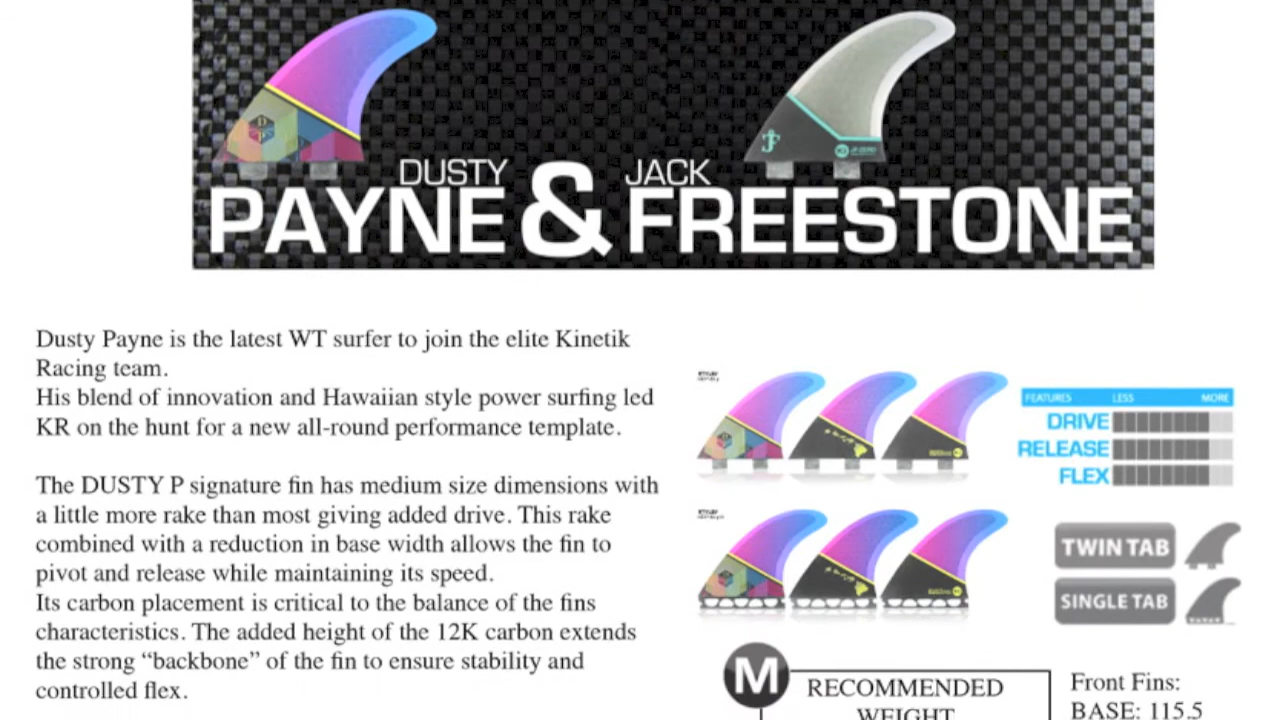 DUSTY
PAYNE & JACK
FREESTONE
Dusty Payne is the latest WT surfer to join the elite Kinetik
Racing team.
His blend of innovation and Hawaiian style power surfing led
KR on the hunt for a new all-round performance template.
The DUSTY P signature fin has medium size dimensions with
a little more rake than most giving added drive. This rake
combined with a reduction in base width allows the fin to
pivot and release while maintaining its speed.
Its carbon placement is critical to the balance of the fins
characteristics. The added height of the 12K carbon extends
the strong “backbone” of the fin to ensure stability and
controlled flex.
FEATURES LESS MORE
DRIVE
RELEASE
FLEX
TWIN TAB
SINGLE TAB
M
RECOMMENDED
WEIGHT
Front Fins:
BASE: 115.5